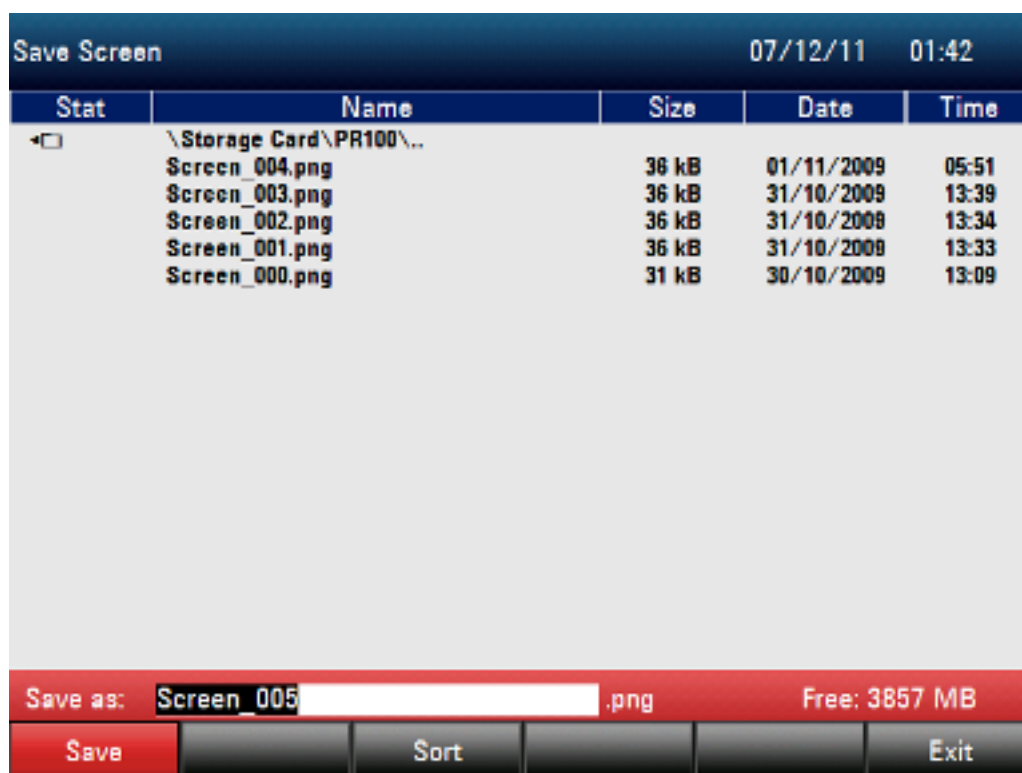 Save Screen 07/12/11 01:42
Stat Name Size Date Time
\Storage Card\PR100\..
Screen_004.png 36 kB 01/11/2009 05:51
Screen_003.png 36 kB 31/10/2009 13:39
Screen_002.png 36 kB 31/10/2009 13:34
Screen_001.png 36 kB 31/10/2009 13:33
Screen_000.png 31 kB 30/10/2009 13:09
Save as: Screen_005 .png Free: 3857 MB
Save Sort Exit